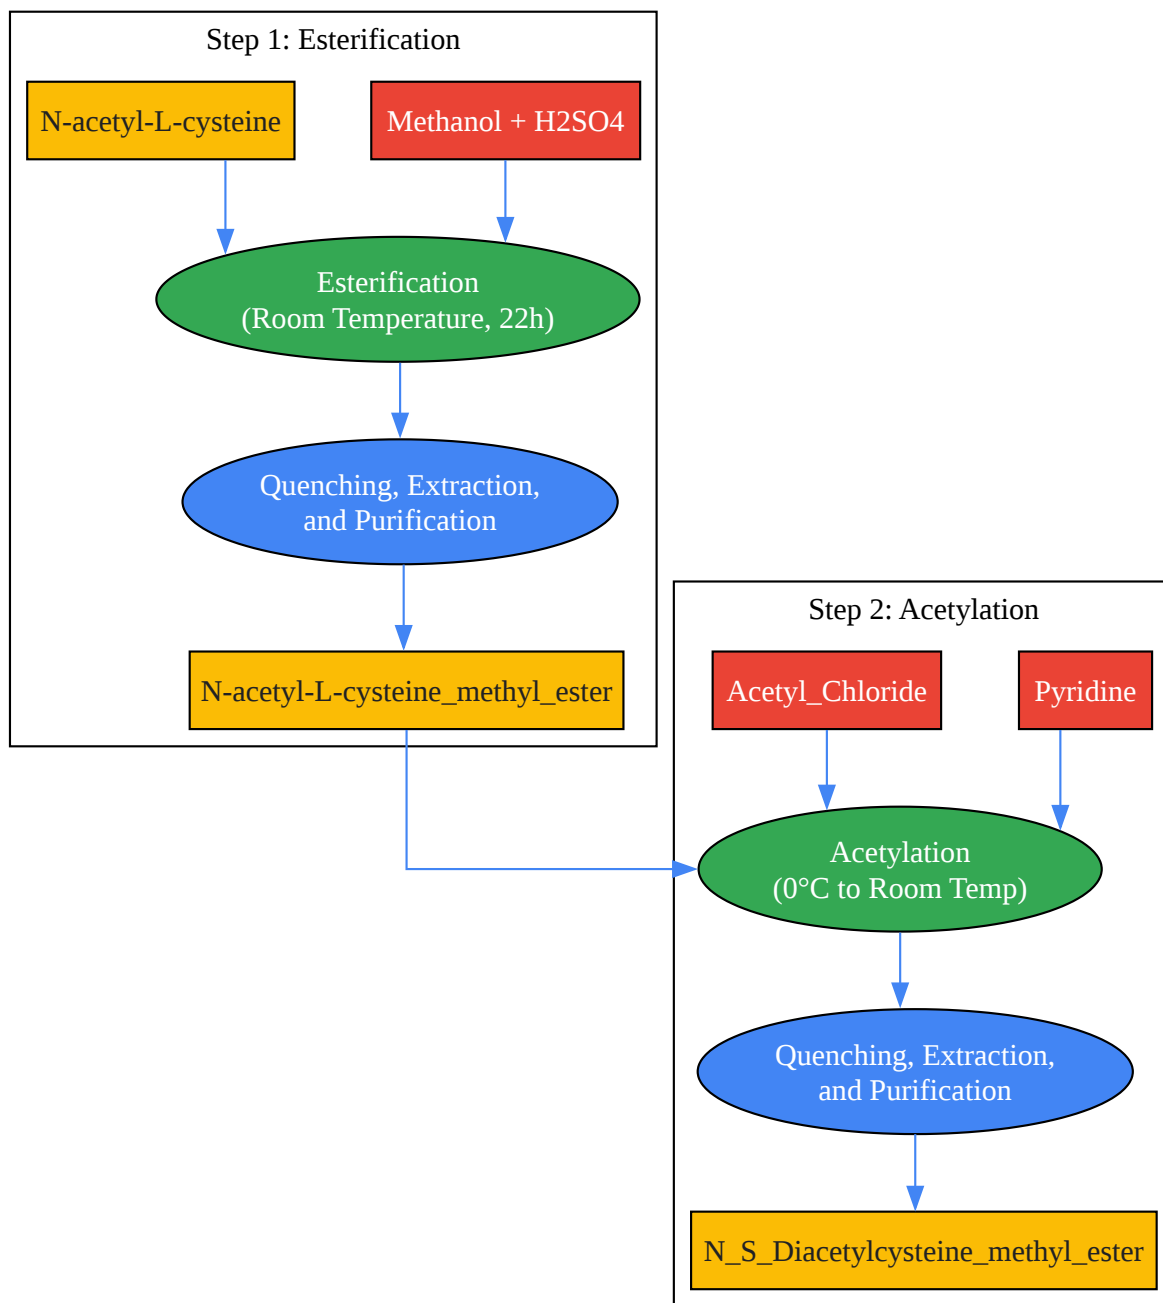 Step 1: Esterification
N-acetyl-L-cysteine
Methanol + H2SO4
Esterification
(Room Temperature, 22h)
Quenching, Extraction,
and Purification
N-acetyl-L-cysteine_methyl_ester
Step 2: Acetylation
Acetyl_Chloride
Pyridine
Acetylation
(0°C to Room Temp)
Quenching, Extraction,
and Purification
N_S_Diacetylcysteine_methyl_ester